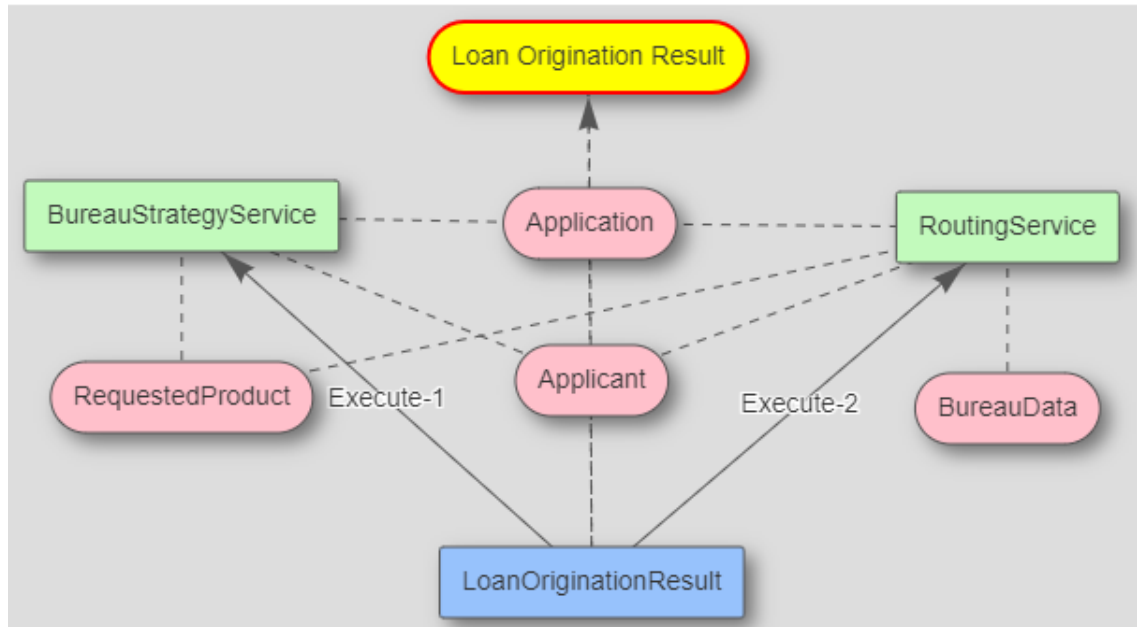 Loan Origination Result
BureauStrategyService
Application
RoutingService
RequestedProduct
Applicant
BureauData
Execute-1
Execute-2
LoanOriginationResult